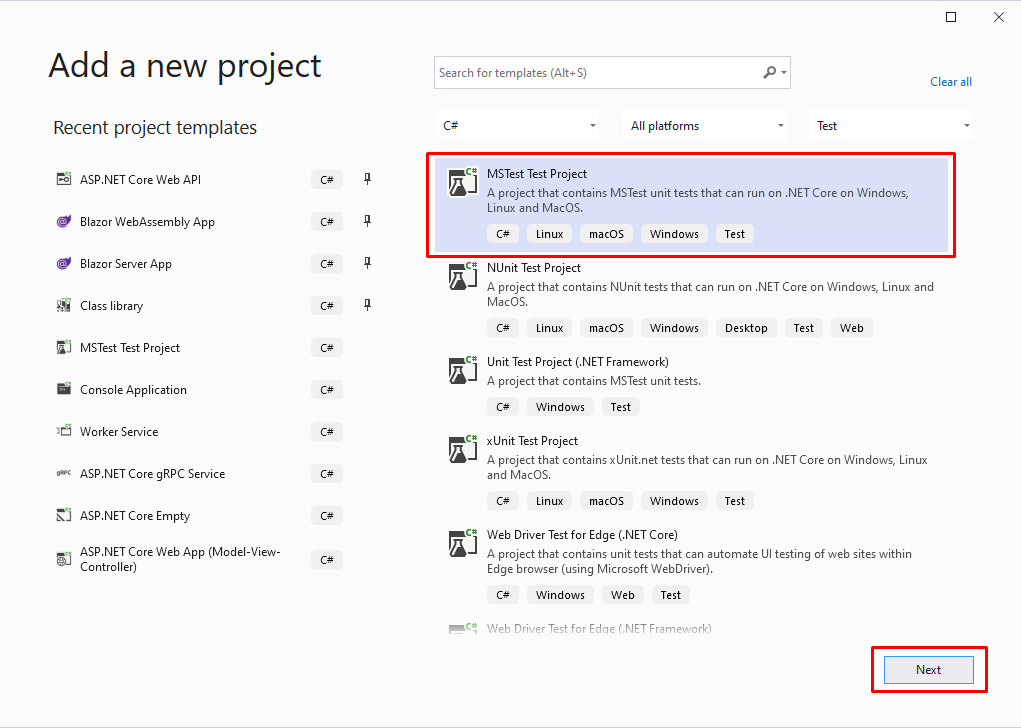 Add a new project
Search for templates (Alt+S)
Clear all
Recent project templates
C#
All platforms
Test
ASP.NET Core Web API
C#
Blazor WebAssembly App
C#
Blazor Server App
C#
Class library
C#
MSTest Test Project
C#
Console Application
C#
Worker Service
C#
gRPC
ASP.NET Core gRPC Service
C#
ASP.NET Core Empty
C#
ASP.NET Core Web App (Model-View-
Controller)
C#
C#
MSTest Test Project
A project that contains MSTest unit tests that can run on .NET Core on Windows,
Linux and MacOS.
C# Linux macOS Windows Test
C#
NUnit Test Project
A project that contains NUnit tests that can run on .NET Core on Windows, Linux and
MacOS.
C# Linux macOS Windows Desktop Test Web
C#
Unit Test Project (.NET Framework)
A project that contains MSTest unit tests.
C# Windows Test
C#
xUnit Test Project
A project that contains xUnit.net tests that can run on .NET Core on Windows, Linux
and MacOS.
C# Linux macOS Windows Test
C#
Web Driver Test for Edge (.NET Core)
A project that contains unit tests that can automate UI testing of web sites within
Edge browser (using Microsoft WebDriver).
C# Windows Web Test
C#
Web Driver Test for Edge (.NET Framework)
Next